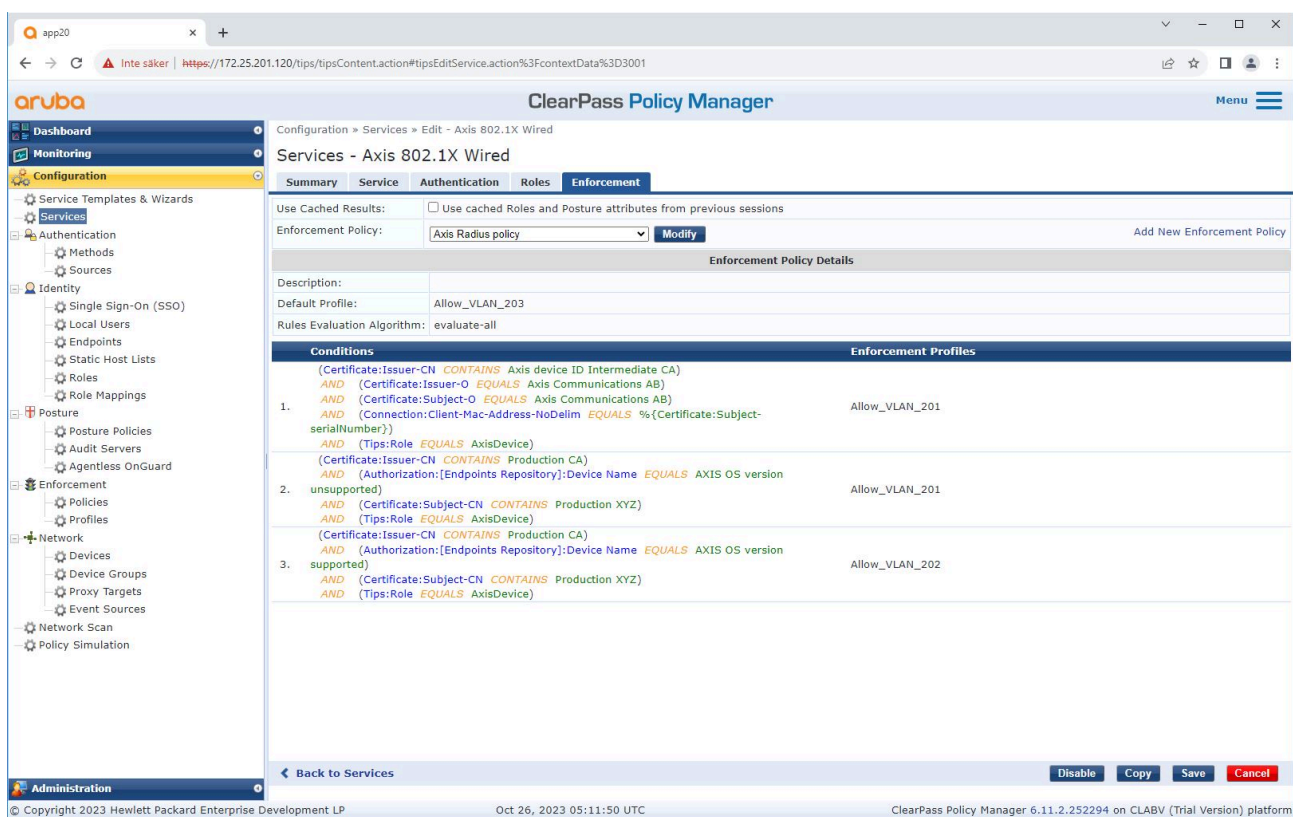 app20
Inte säker | https://172.25.201.120/tips/tipsContent.action#tipsEditService.action%3FcontextData%3D3001
aruba
ClearPass Policy Manager
Menu
Dashboard
Monitoring
Configuration
Service Templates & Wizards
Services
Authentication
Methods
Sources
Identity
Single Sign-On (SSO)
Local Users
Endpoints
Static Host Lists
Roles
Role Mappings
Posture
Posture Policies
Audit Servers
Agentless OnGuard
Enforcement
Policies
Profiles
Network
Devices
Device Groups
Proxy Targets
Event Sources
Network Scan
Policy Simulation
Administration
Configuration » Services » Edit - Axis 802.1X Wired
Services - Axis 802.1X Wired
Summary Service Authentication Roles Enforcement
Use Cached Results: Use cached Roles and Posture attributes from previous sessions
Enforcement Policy: Axis Radius policy Modify Add New Enforcement Policy
Enforcement Policy Details
Description:
Default Profile: Allow_VLAN_203
Rules Evaluation Algorithm: evaluate-all
Conditions Enforcement Profiles
(Certificate:Issuer-CN CONTAINS Axis device ID Intermediate CA)
AND (Certificate:Issuer-O EQUALS Axis Communications AB)
AND (Certificate:Subject-O EQUALS Axis Communications AB)
1. AND (Connection:Client-Mac-Address-NoDelim EQUALS %{Certificate:Subject- Allow_VLAN_201
serialNumber})
AND (Tips:Role EQUALS AxisDevice)
(Certificate:Issuer-CN CONTAINS Production CA)
AND (Authorization:[Endpoints Repository]:Device Name EQUALS AXIS OS version
2. unsupported) Allow_VLAN_201
AND (Certificate:Subject-CN CONTAINS Production XYZ)
AND (Tips:Role EQUALS AxisDevice)
(Certificate:Issuer-CN CONTAINS Production CA)
AND (Authorization:[Endpoints Repository]:Device Name EQUALS AXIS OS version
3. supported) Allow_VLAN_202
AND (Certificate:Subject-CN CONTAINS Production XYZ)
AND (Tips:Role EQUALS AxisDevice)
Back to Services Disable Copy Save Cancel
© Copyright 2023 Hewlett Packard Enterprise Development LP Oct 26, 2023 05:11:50 UTC ClearPass Policy Manager 6.11.2.252294 on CLABV (Trial Version) platform